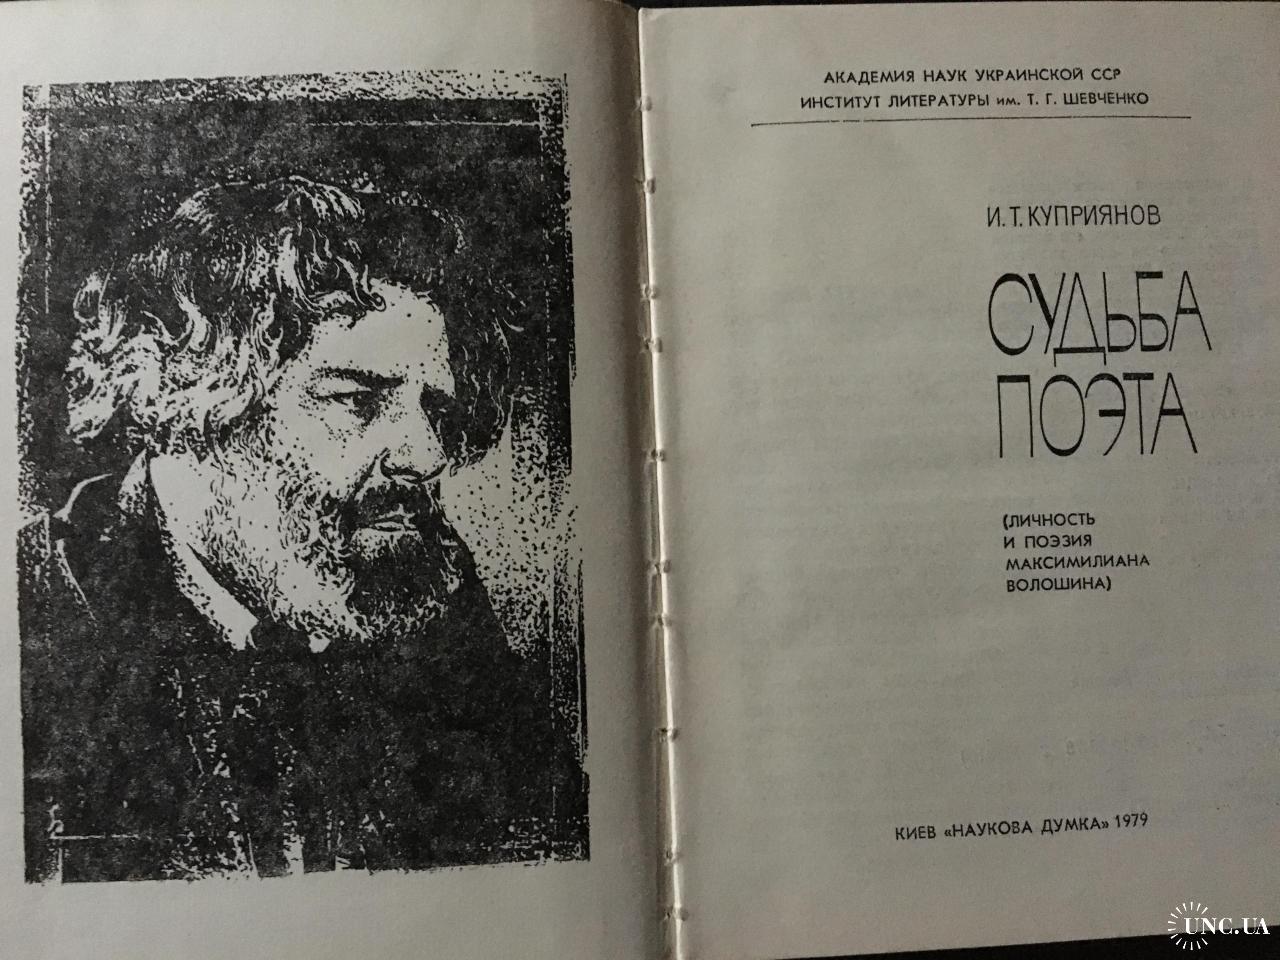 АКАДЕМИЯ НАУК УКРАИНСКОЙ ССР
ИНСТИТУТ ЛИТЕРАТУРЫ им. Т. Г. ШЕВЧЕНКО
И. Т. КУПРИЯНОВ
СУДЬБА
ПОЭТА
(ЛИЧНОСТЬ
И ПОЭЗИЯ
МАКСИМИЛИАНА
ВОЛОШИНА)
КИЕВ «НАУКОВА ДУМКА» 1979
UNC.UA